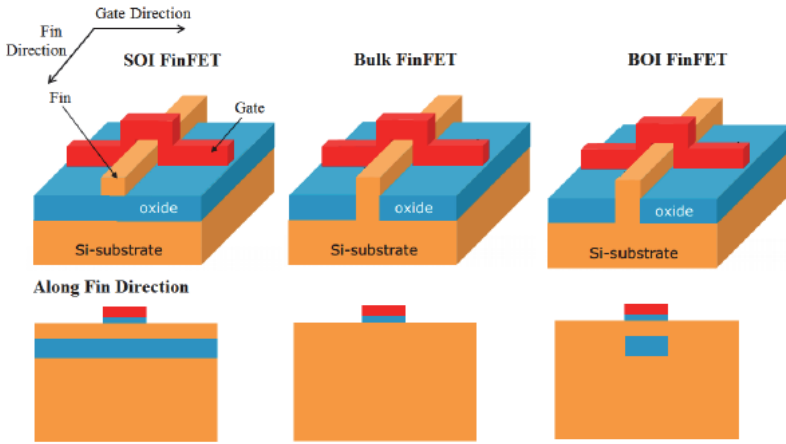 Gate Direction
Fin
Direction
SOI FinFET
Bulk FinFET
BOI FinFET
Fin
Gate
oxide
oxide
oxide
Si-substrate
Si-substrate
Si-substrate
Along Fin Direction